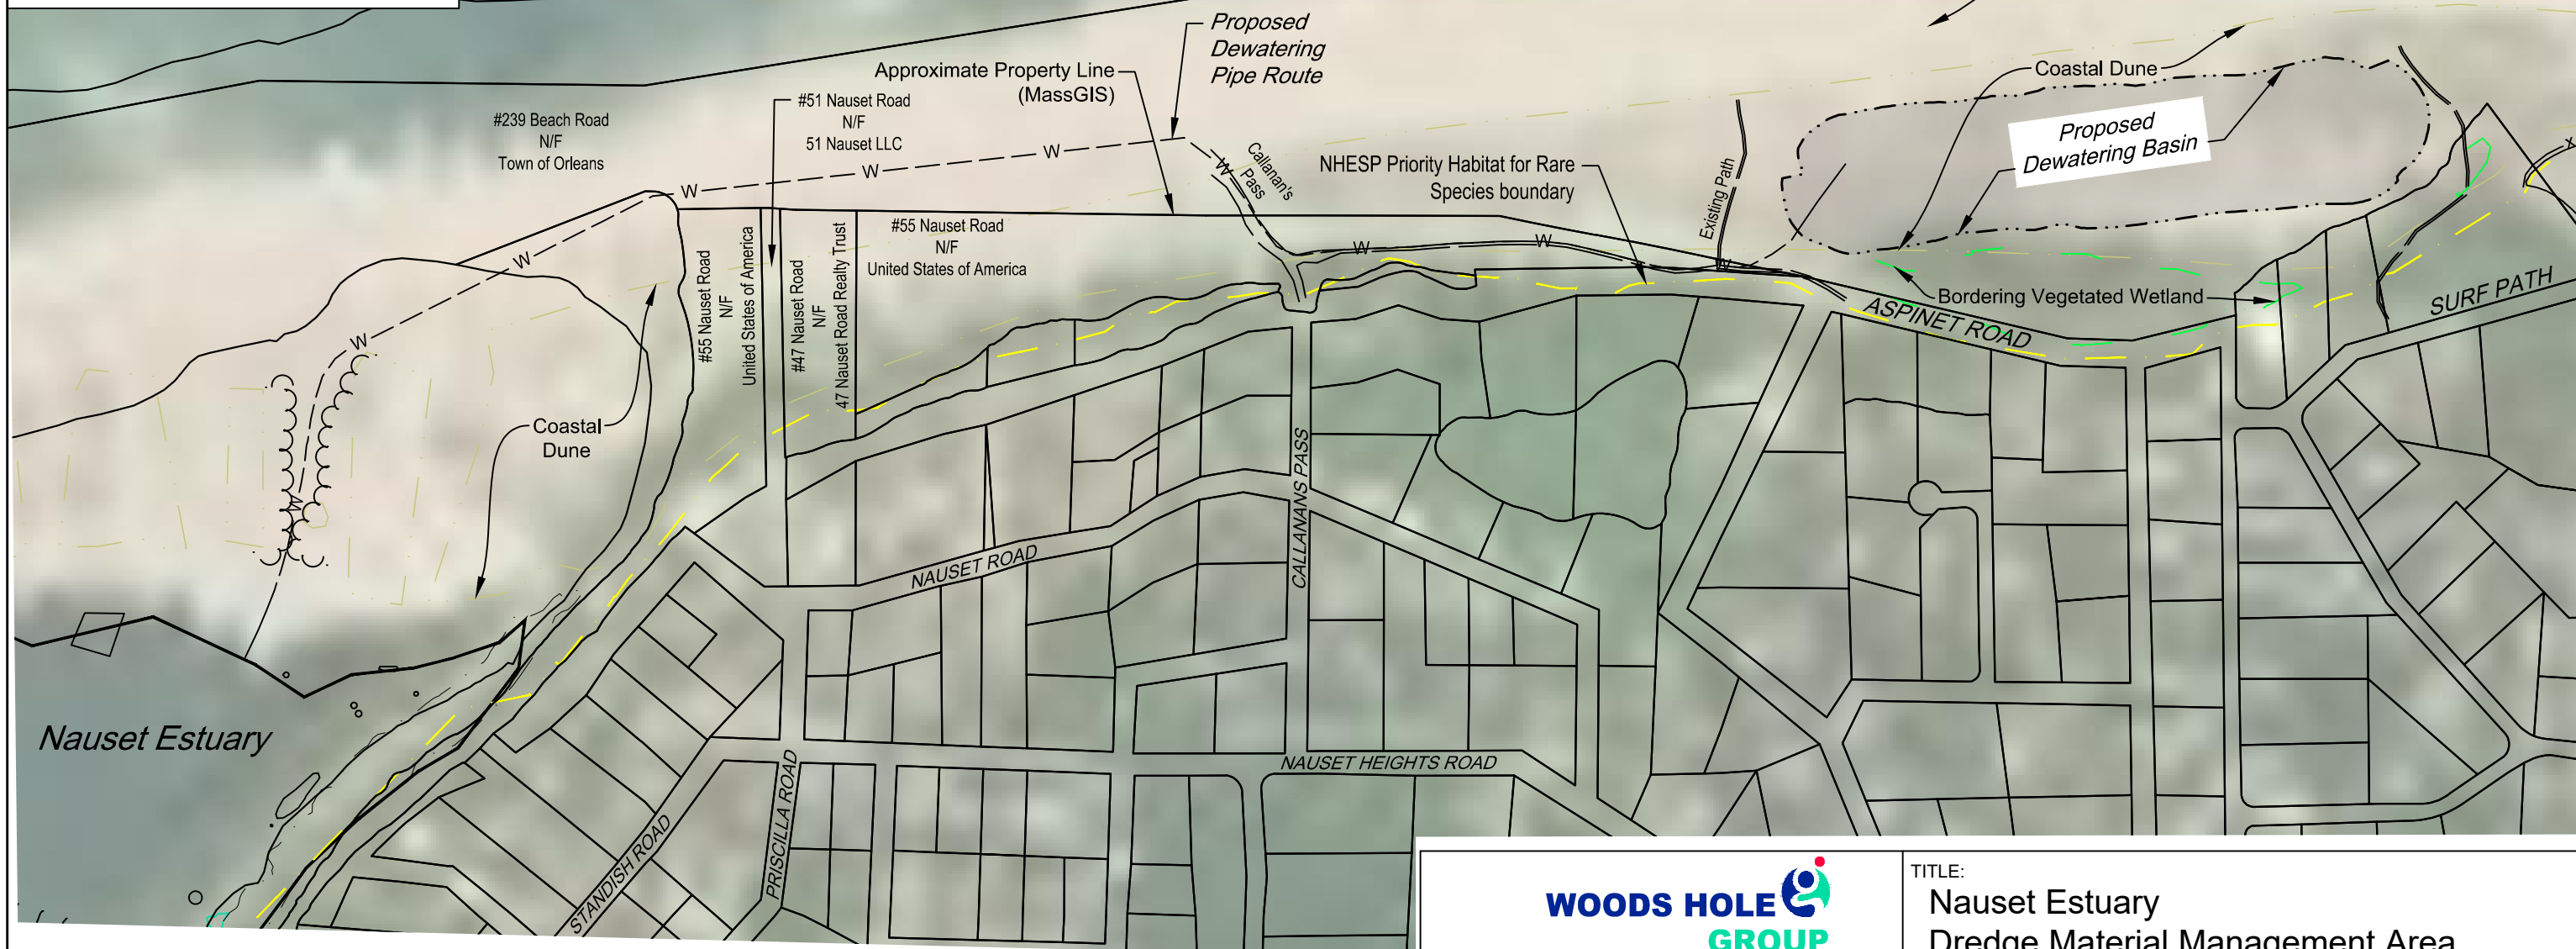 Proposed
Dewatering
Pipe Route
Approximate Property Line
(MassGIS)
#51 Nauset Road
N/F
51 Nauset LLC
#239 Beach Road
N/F
Town of Orleans
Coastal Dune
Proposed
Dewatering Basin
Callanan's
Pass
NHESP Priority Habitat for Rare
Species boundary
Existing Path
#55 Nauset Road
N/F
United States of America
#47 Nauset Road
N/F
47 Nauset Road Realty Trust
#55 Nauset Road
N/F
United States of America
W
W
W
W
W
W
W
W
W
W
X
Bordering Vegetated Wetland
ASPINET ROAD
SURF PATH
Coastal
Dune
CALLANANS PASS
NAUSET ROAD
Nauset Estuary
NAUSET HEIGHTS ROAD
PRISCILLA ROAD
STANDISH ROAD
WOODS HOLE
GROUP
TITLE:
Nauset Estuary
Dredge Material Management Area